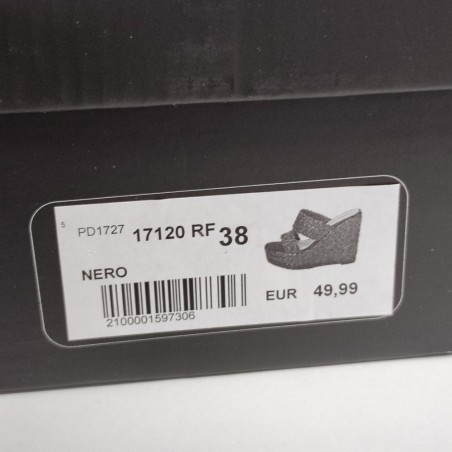 5 PD1727 17120 RF 38
NERO
2100001597306
EUR 49,99